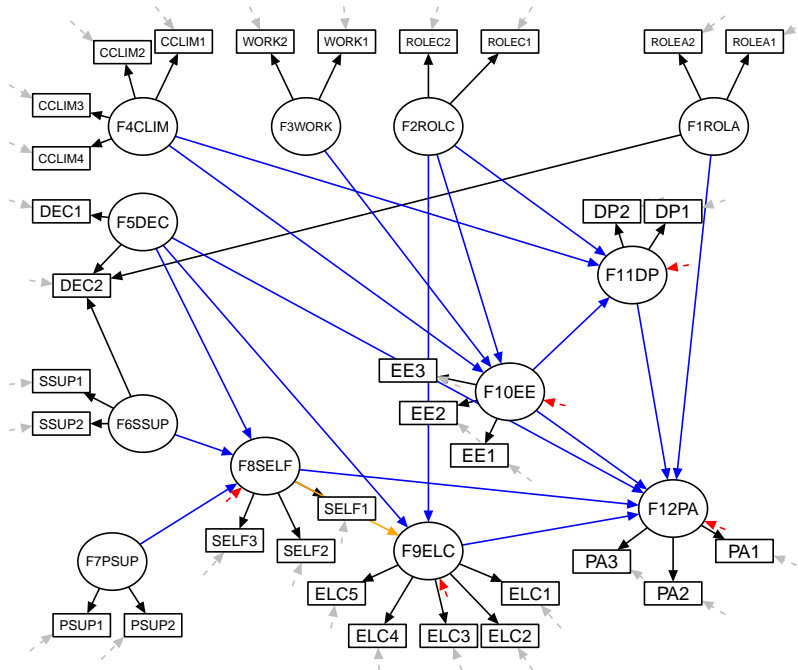 CCLIM1
WORK2
WORK1
ROLEC2
ROLEC1
ROLEA2
ROLEA1
CCLIM2
CCLIM3
F4CLIM
F3WORK
F2ROLC
F1ROLA
CCLIM4
DEC1
F5DEC
DP2
DP1
DEC2
F11DP
EE3
SSUP1
F10EE
EE2
SSUP2
F6SSUP
EE1
F8SELF
SELF1
F12PA
SELF3
SELF2
F9ELC
PA1
F7PSUP
PA3
ELC5
ELC1
PA2
PSUP1
PSUP2
ELC4
ELC3
ELC2